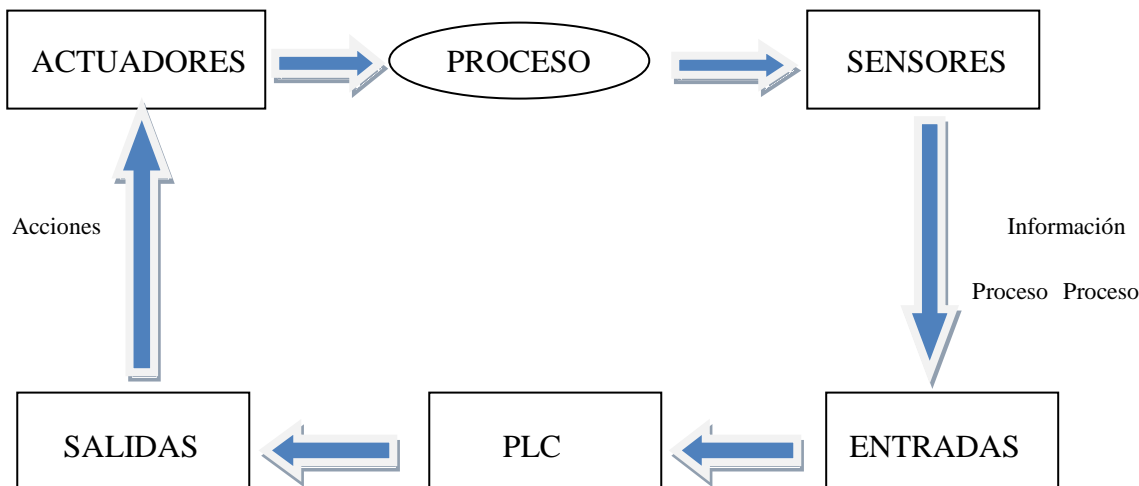 ACTUADORES
PROCESO
SENSORES
Acciones
Información
Proceso Proceso
SALIDAS
PLC
ENTRADAS